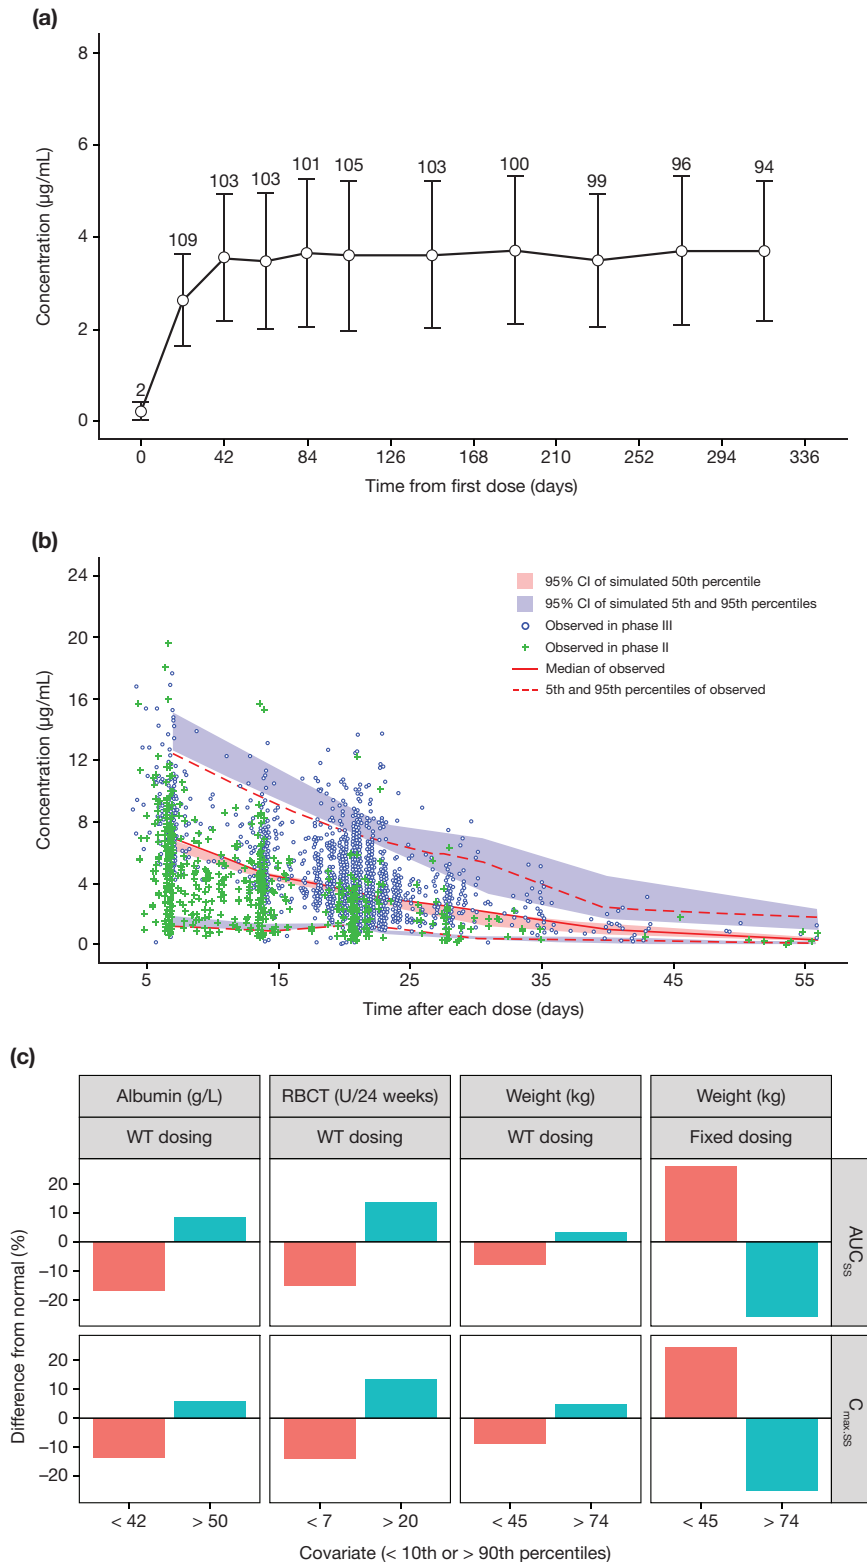 (a)
8
6
4
2
0
Concentration (µg/mL)
2
109
103
103
101
105
103
100
99
96
94
0 42 84 126 168 210 252 294 336
Time from first dose (days)
(b)
24
20
16
12
8
4
0
Concentration (µg/mL)
95% CI of simulated 50th percentile
95% CI of simulated 5th and 95th percentiles
Observed in phase III
Observed in phase II
Median of observed
5th and 95th percentiles of observed
5 15 25 35 45 55
Time after each dose (days)
(c)
Albumin (g/L) RBCT (U/24 weeks) Weight (kg) Weight (kg)
WT dosing WT dosing WT dosing Fixed dosing
20
10
0
−10
−20
AUCSS
20
10
0
−10
−20
Cmax,SS
Difference from normal (%)
< 42 > 50 < 7 > 20 < 45 > 74 < 45 > 74
Covariate (< 10th or > 90th percentiles)